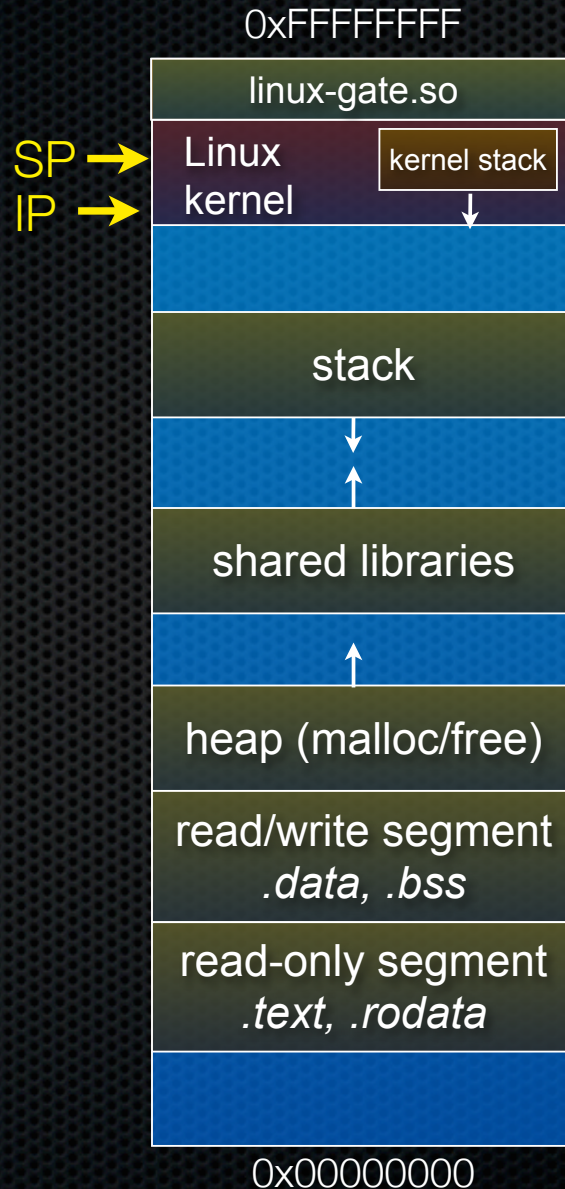 0xFFFFFFFF
linux-gate.so
SP
IP
Linux
kernel
kernel stack
stack
shared libraries
heap (malloc/free)
read/write segment
.data, .bss
read-only segment
.text, .rodata
0x00000000